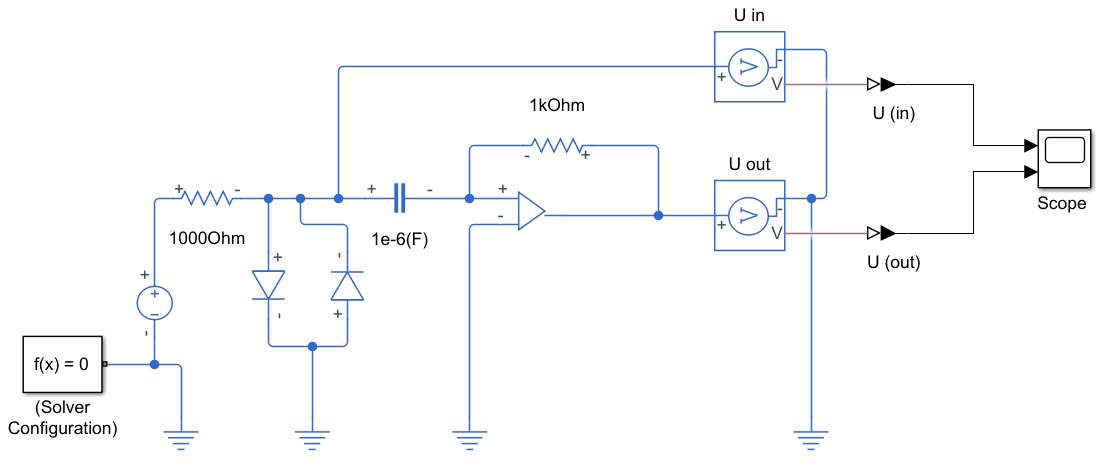 U in
+
-
V
V
U (in)
1kOhm
-
+
U out
+
-
V
V
U (out)
Scope
+
-
1000Ohm
+
-
1e-6(F)
+
-
+
-
-
+
+
+
−
-
f(x) = 0
(Solver
Configuration)